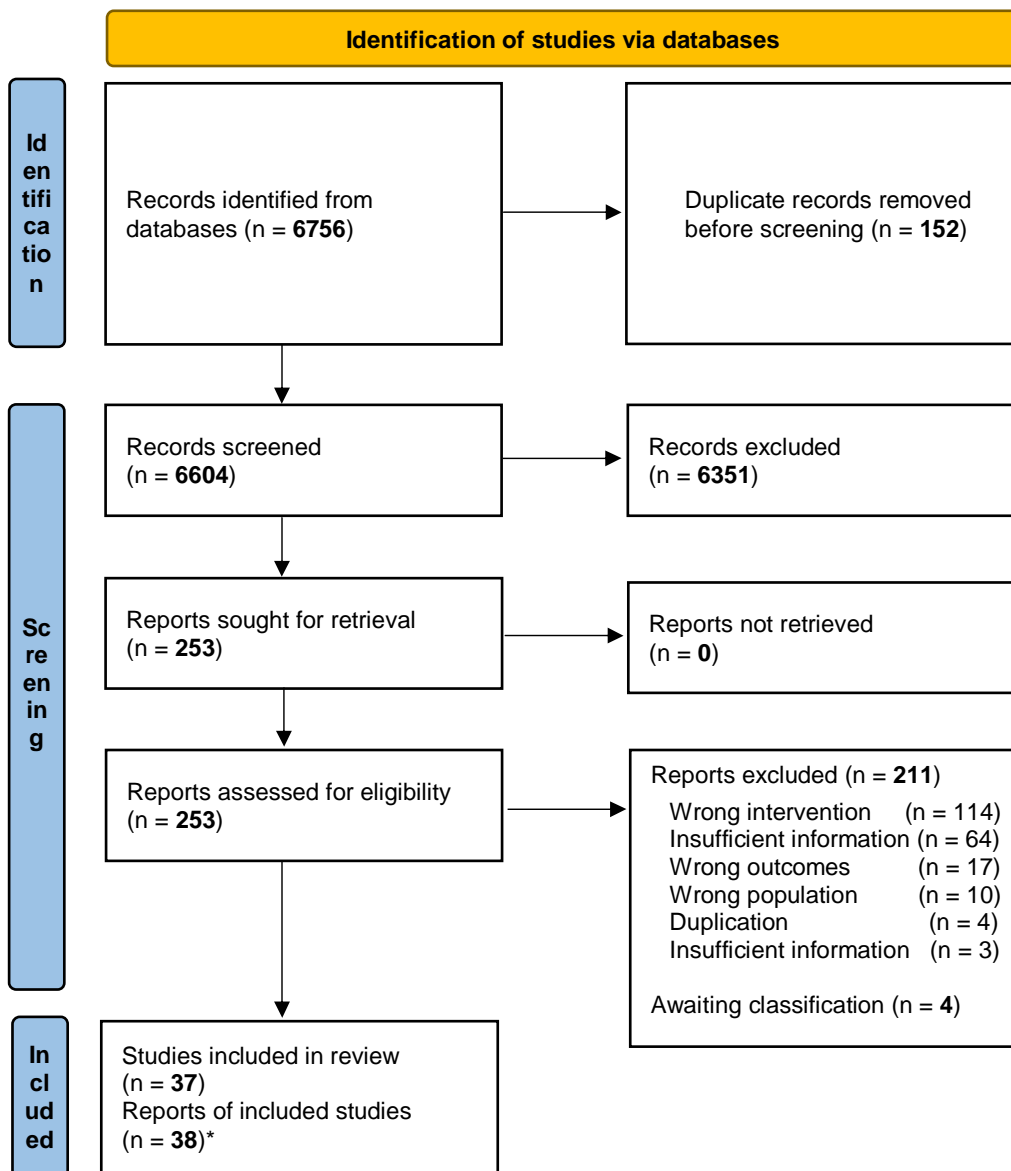 Identification of studies via databases
Id
en
tifi
ca
tio
n
Records identified from
databases (n = 6756)
Duplicate records removed
before screening (n = 152)
Sc
re
en
in
g
Records screened
(n = 6604)
Records excluded
(n = 6351)
Reports sought for retrieval
(n = 253)
Reports not retrieved
(n = 0)
Reports assessed for eligibility
(n = 253)
Reports excluded (n = 211)
Wrong intervention (n = 114)
Insufficient information (n = 64)
Wrong outcomes (n = 17)
Wrong population (n = 10)
Duplication (n = 4)
Insufficient information (n = 3)
Awaiting classification (n = 4)
In
cl
ud
ed
Studies included in review
(n = 37)
Reports of included studies
(n = 38)*